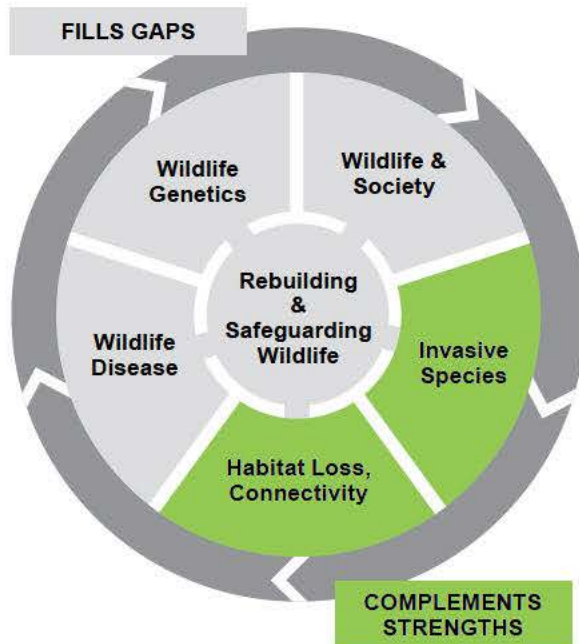 FILLS GAPS
Wildlife
Genetics
Wildlife &
Society
Rebuilding
&
Safeguarding
Wildlife
Wildlife
Disease
Invasive
Species
Habitat Loss,
Connectivity
COMPLEMENTS
STRENGTHS